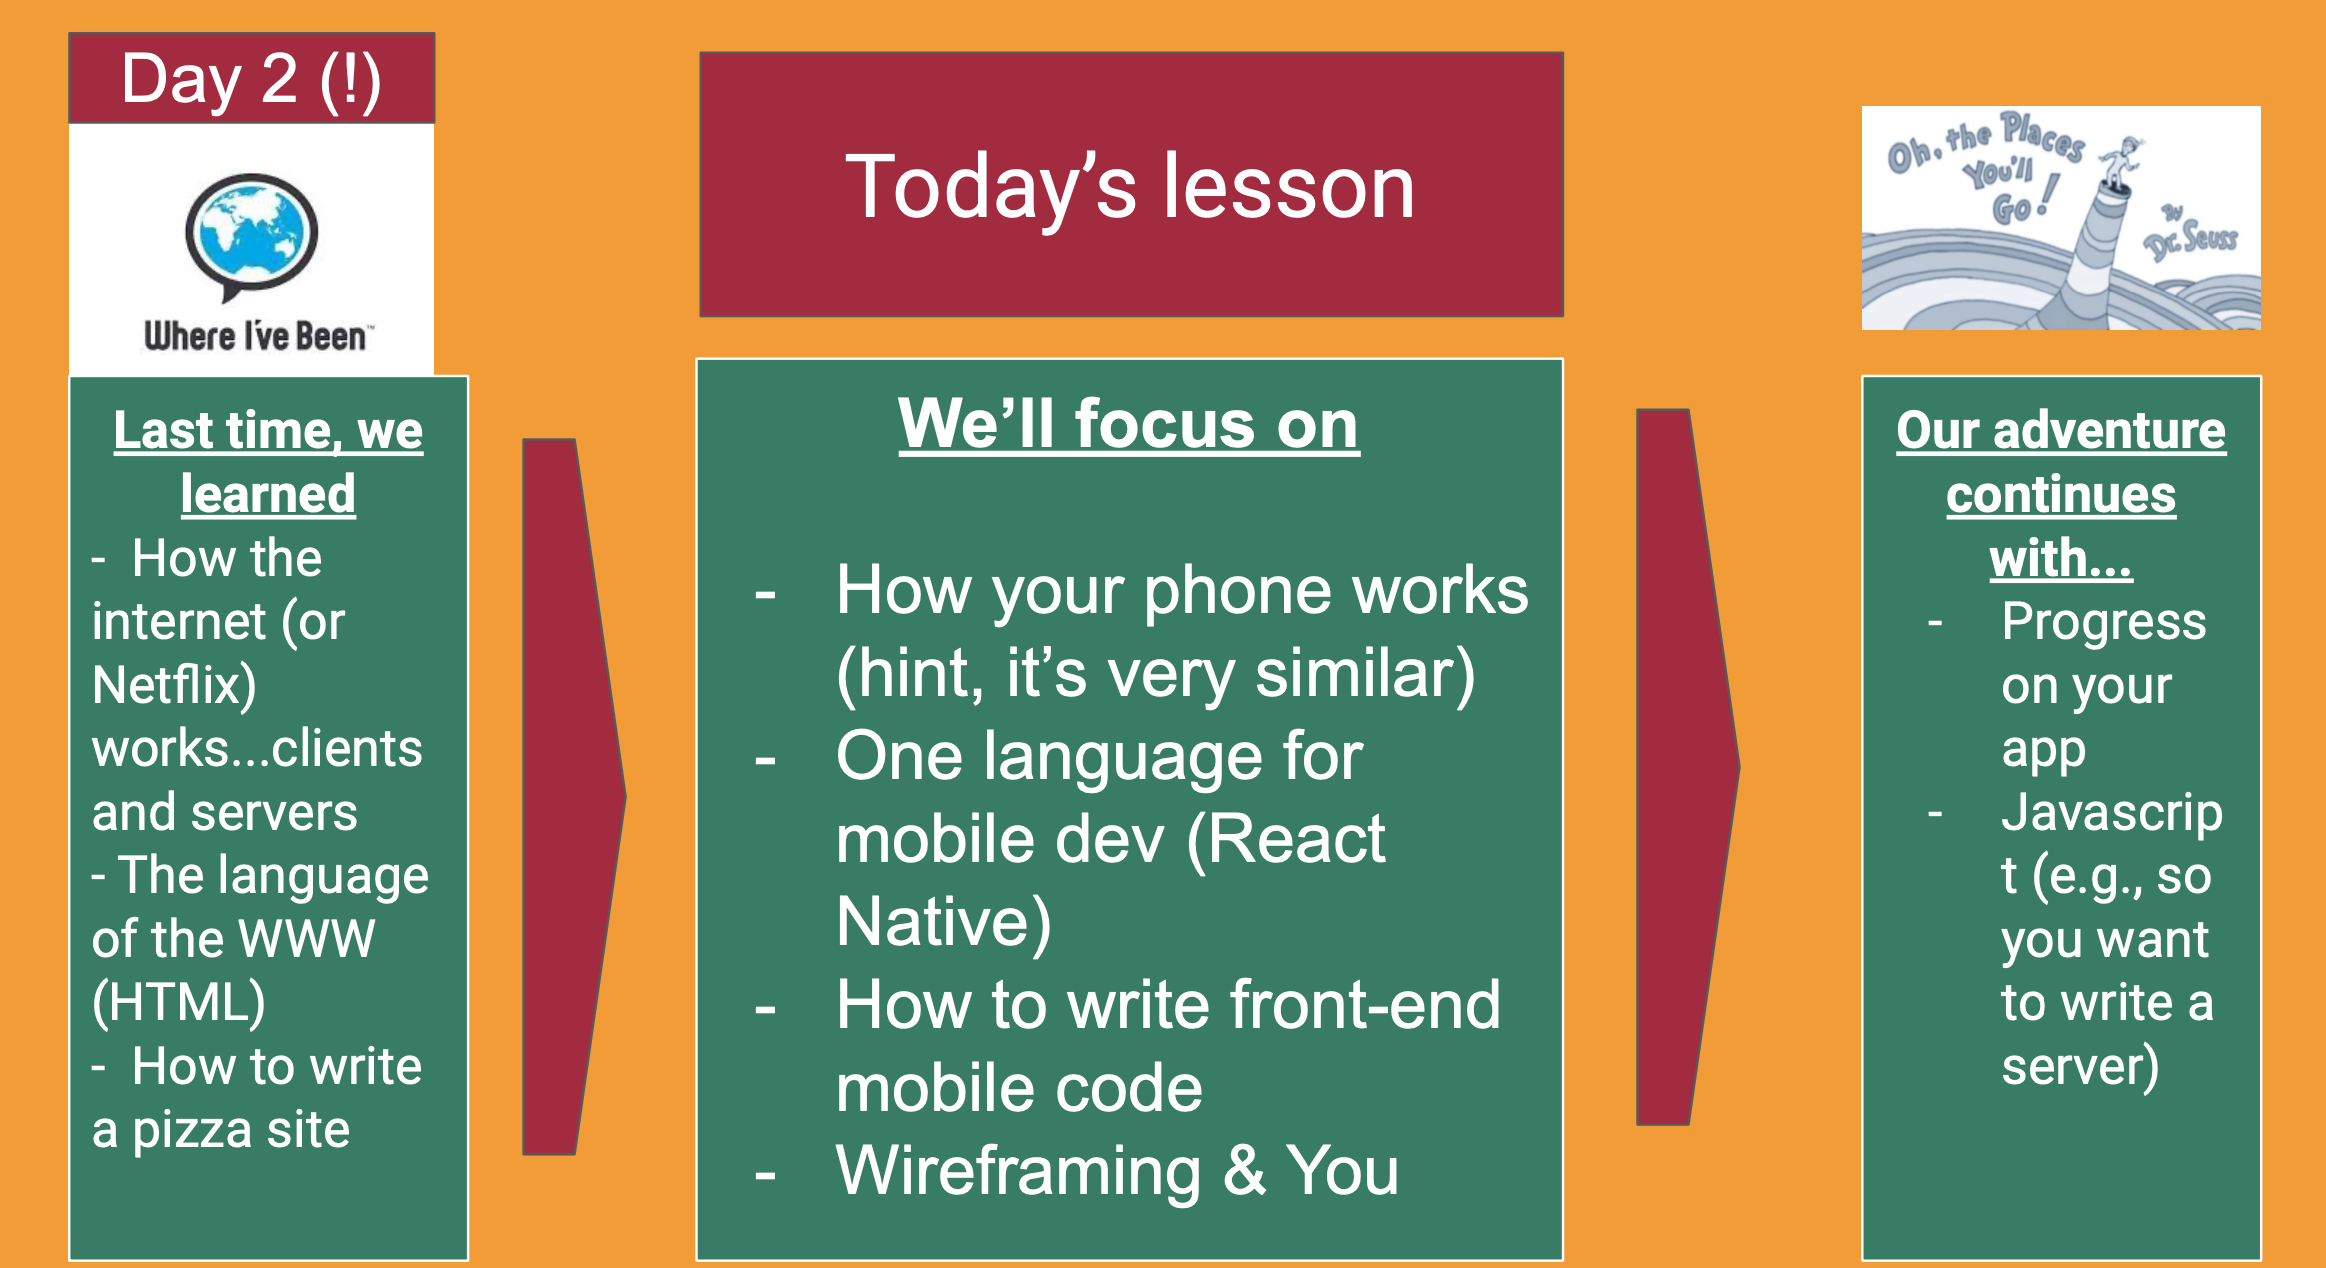 Day 2 (!)
Where I've Been™
Last time, we
learned
- How the
internet (or
Netflix)
works...clients
and servers
- The language
of the WWW
(HTML)
- How to write
a pizza site
Today's lesson
We'll focus on
- How your phone works
(hint, it's very similar)
- One language for
mobile dev (React
Native)
- How to write front-end
mobile code
- Wireframing & You
Oh, the Places
You'll
Go!
By
Dr. Seuss
Our adventure
continues
with...
- Progress
on your
app
- Javascrip
t (e.g., so
you want
to write a
server)